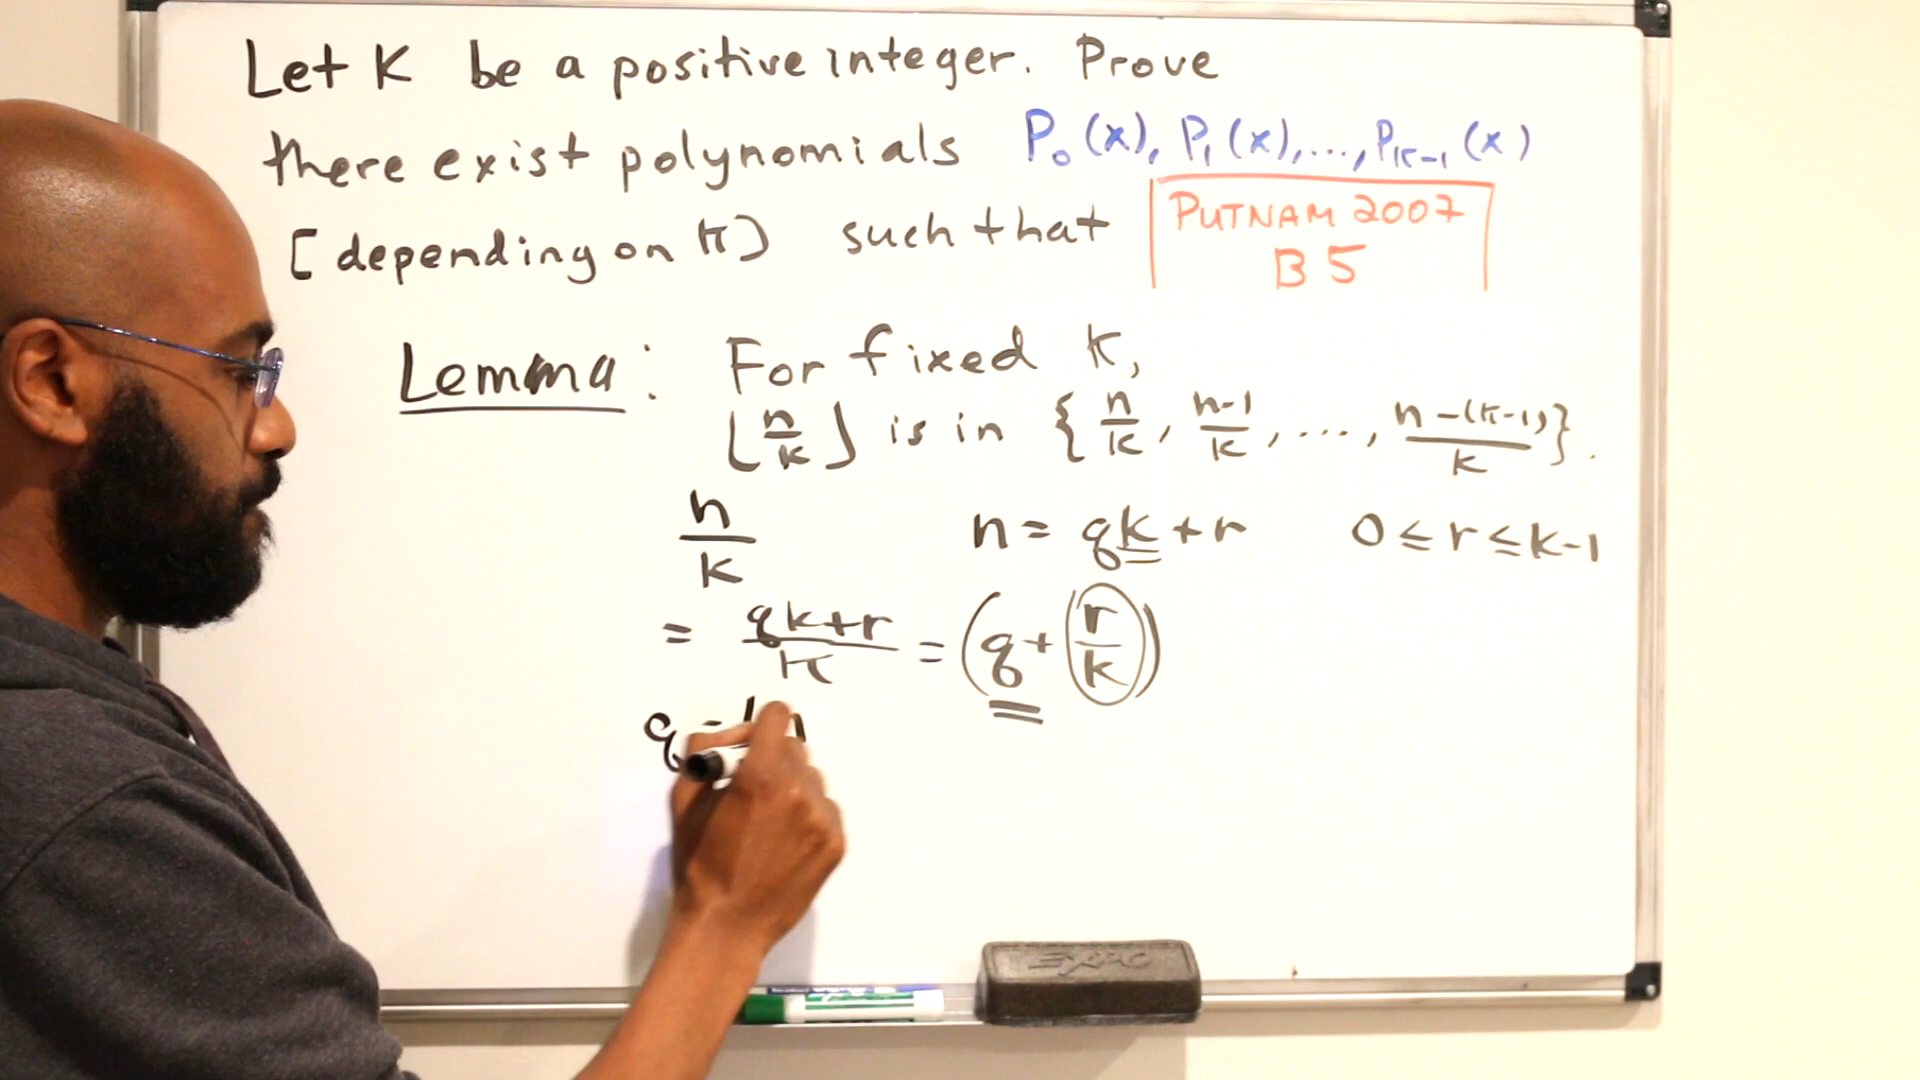 Let K be a positive integer. Prove
there exist polynomials P₀(x), P₁(x),..., Pₖ₋₁(x)
[depending on K] such that
PUTNAM 2007
B 5
Lemma: For fixed K,
⌊n/k⌋ is in {n/k, n-1/k, ..., n-(k-1)/k}.
n/k n = qk + r 0 ≤ r ≤ k-1
= qk+r/k = (q + (r/k))
q =
EXPO